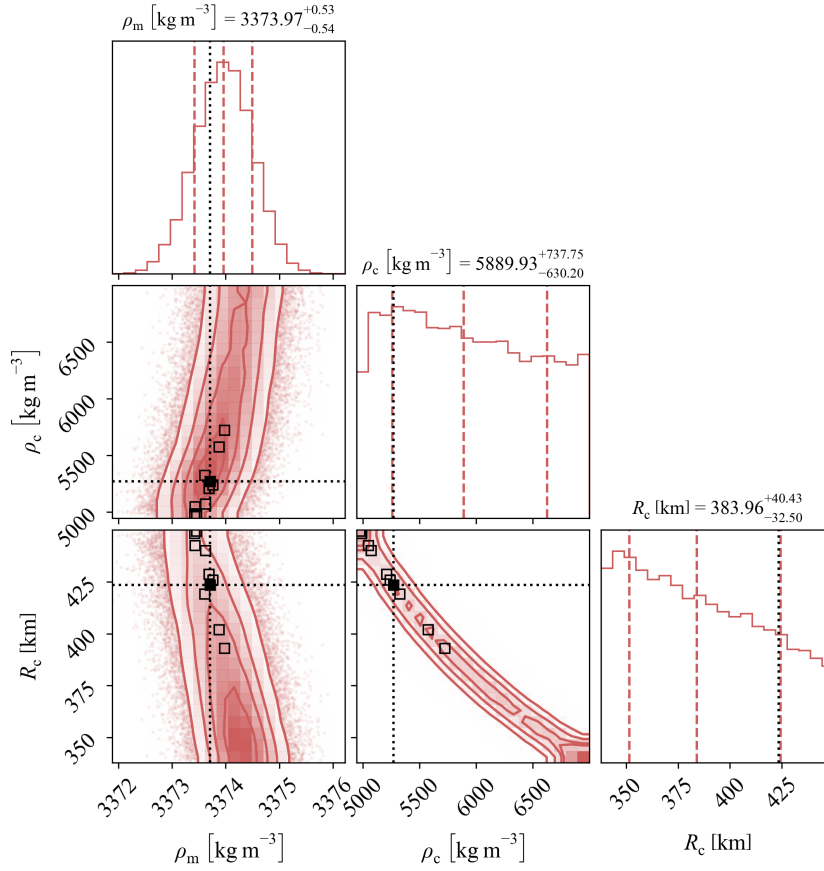 ρm [kg m−3] = 3373.97+0.53−0.54
ρc [kg m−3] = 5889.93+737.75−630.20
ρc [kg m−3]
6500
6000
5500
5000
Rc [km] = 383.96+40.43−32.50
Rc [km]
425
400
375
350
3372 3373 3374 3375 3376
5000 5500 6000 6500
350 375 400 425
ρm [kg m−3]
ρc [kg m−3]
Rc [km]